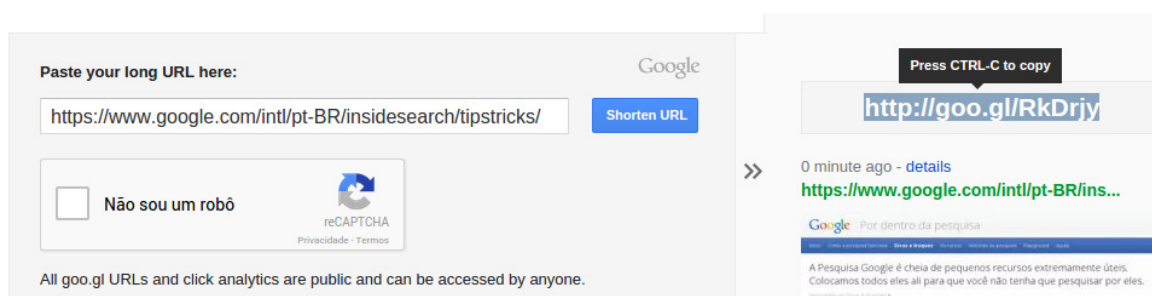 Paste your long URL here:
Google
https://www.google.com/intl/pt-BR/insidesearch/tipstricks/
Shorten URL
Não sou um robô
reCAPTCHA
Privacidade - Termos
All goo.gl URLs and click analytics are public and can be accessed by anyone.
»
Press CTRL-C to copy
http://goo.gl/RkDrjy
0 minute ago - details
https://www.google.com/intl/pt-BR/ins...
Google Por dentro da pesquisa
A Pesquisa Google é cheia de pequenos recursos extremamente úteis.
Colocamos todos eles ali para que você não tenha que pesquisar por eles.